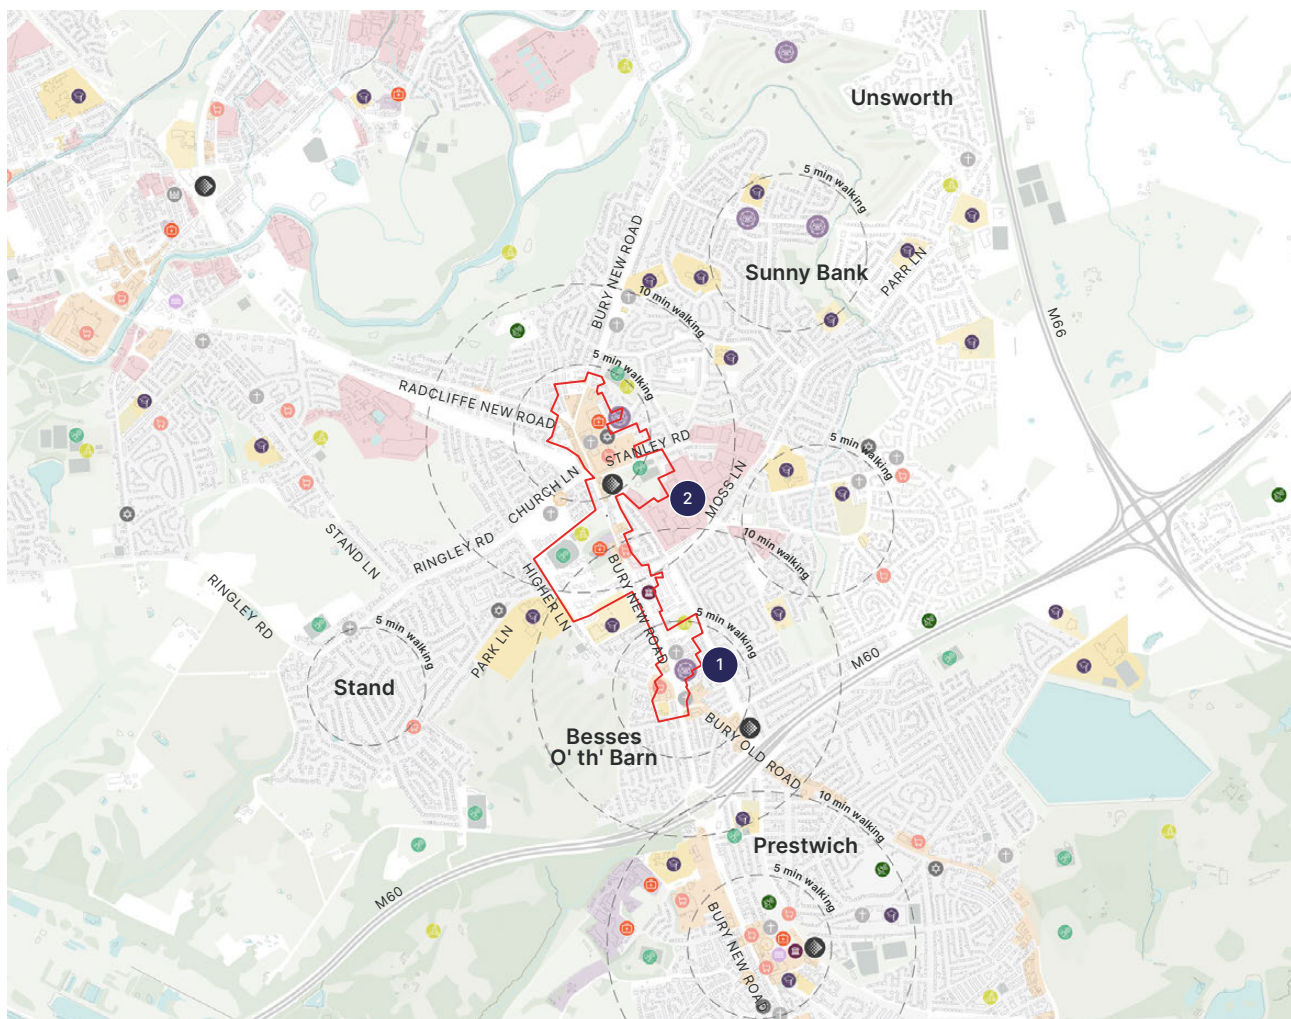 Unsworth
5 min walking
Sunny Bank
PARR LN
BURY NEW ROAD
10 min walking
M66
5 min walking
RADCLIFFE NEW ROAD
STANLEY RD
5 min walking
CHURCH LN
MOSS LN
2
STAND LN
RINGLEY RD
10 min walking
RINGLEY RD
HIGHER LN
BURY NEW ROAD
5 min walking
5 min walking
PARK LN
M60
1
Stand
BURY OLD ROAD
Besses
O' th' Barn
10 min walking
Prestwich
5 min walking
M60
BURY NEW ROAD